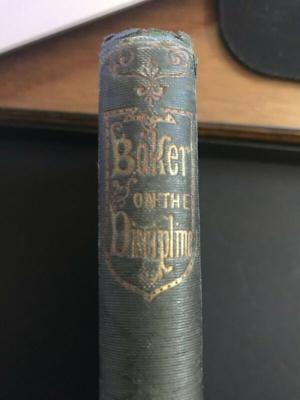 Baker
ON THE
Discipline